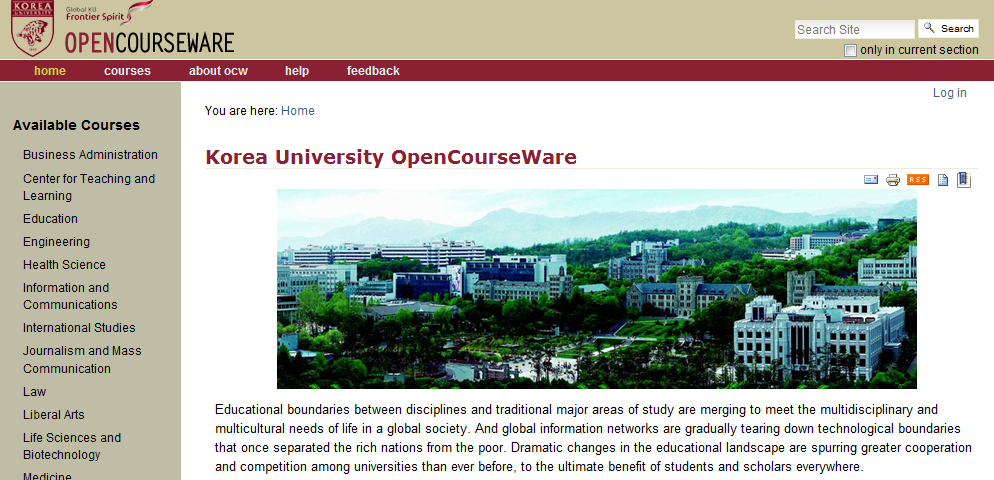 KOREA
UNIVERSITY
Global KU
Frontier Spirit
OPENCOURSEWARE
Search Site
Search
only in current section
home courses about ocw help feedback
Log in
You are here: Home
Available Courses
Business Administration
Center for Teaching and
Learning
Education
Engineering
Health Science
Information and
Communications
International Studies
Journalism and Mass
Communication
Law
Liberal Arts
Life Sciences and
Biotechnology
Medicine
Korea University OpenCourseWare
RSS
Educational boundaries between disciplines and traditional major areas of study are merging to meet the multidisciplinary and
multicultural needs of life in a global society. And global information networks are gradually tearing down technological boundaries
that once separated the rich nations from the poor. Dramatic changes in the educational landscape are spurring greater cooperation
and competition among universities than ever before, to the ultimate benefit of students and scholars everywhere.